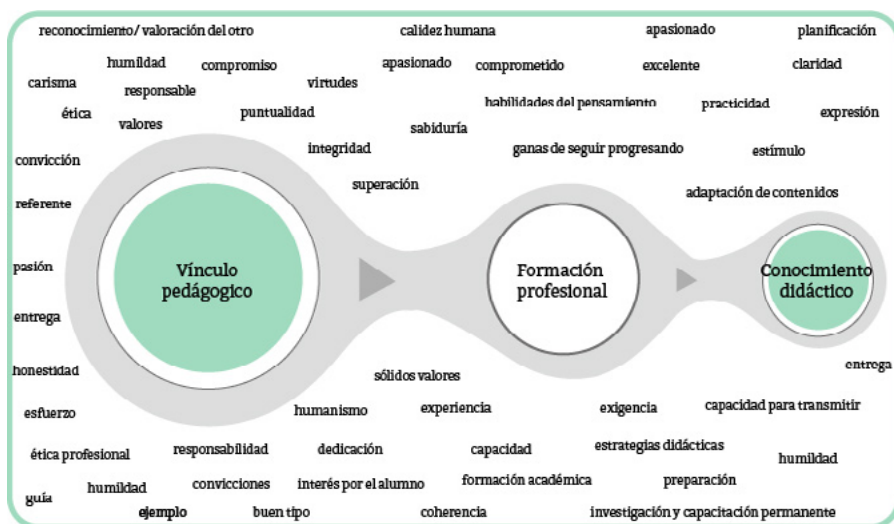 reconocimiento/ valoración del otro
calidez humana
apasionado
planificación
humildad
compromiso
apasionado
comprometido
excelente
claridad
carisma
responsable
virtudes
habilidades del pensamiento
practicidad
ética
valores
puntualidad
sabiduría
expresión
integridad
ganas de seguir progresando
estímulo
convicción
superación
adaptación de contenidos
referente
Vínculo
pedágogico
Formación
profesional
Conocimiento
didáctico
pasión
entrega
honestidad
sólidos valores
entrega
esfuerzo
humanismo
experiencia
exigencia
capacidad para transmitir
ética profesional
responsabilidad
dedicación
capacidad
estrategias didácticas
humildad
guía
humildad
convicciones
interés por el alumno
formación académica
preparación
ejemplo
buen tipo
coherencia
investigación y capacitación permanente